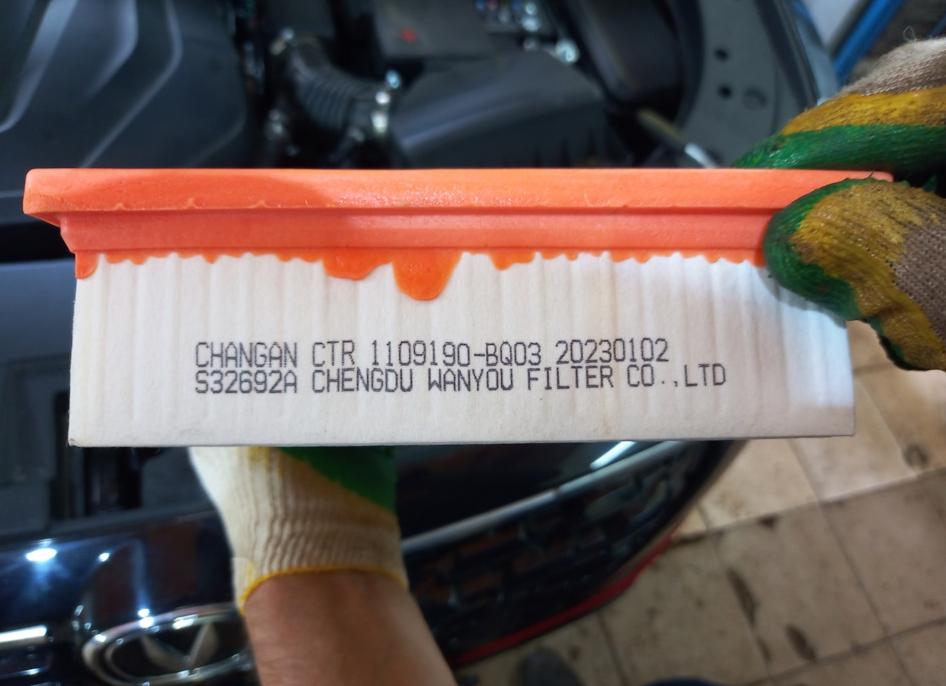 CHANGAN CTR 1109190-BQ03 20230102
S32692A CHENGDU WANYOU FILTER CO.,LTD